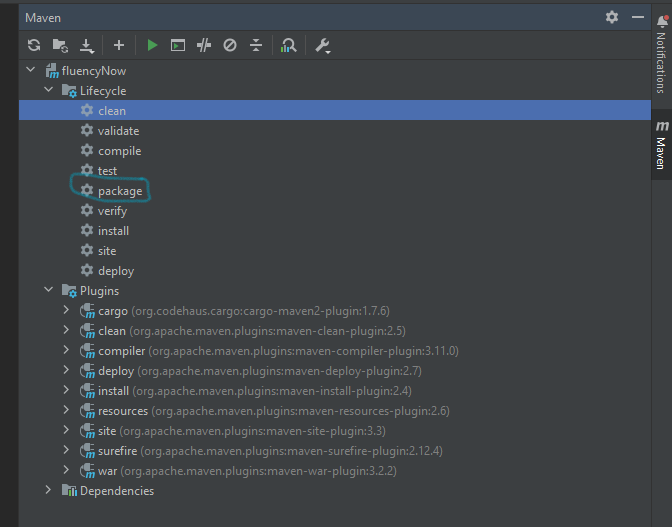 Maven
fluencyNow
Lifecycle
clean
validate
compile
test
package
verify
install
site
deploy
Plugins
cargo (org.codehaus.cargo:cargo-maven2-plugin:1.7.6)
clean (org.apache.maven.plugins:maven-clean-plugin:2.5)
compiler (org.apache.maven.plugins:maven-compiler-plugin:3.11.0)
deploy (org.apache.maven.plugins:maven-deploy-plugin:2.7)
install (org.apache.maven.plugins:maven-install-plugin:2.4)
resources (org.apache.maven.plugins:maven-resources-plugin:2.6)
site (org.apache.maven.plugins:maven-site-plugin:3.3)
surefire (org.apache.maven.plugins:maven-surefire-plugin:2.12.4)
war (org.apache.maven.plugins:maven-war-plugin:3.2.2)
Dependencies
Notifications
m
Maven